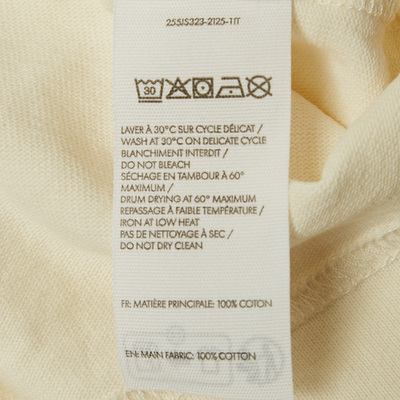 255JS323-2125-11T
30
LAVER À 30°C SUR CYCLE DÉLICAT /
WASH AT 30°C ON DELICATE CYCLE
BLANCHIMENT INTERDIT /
DO NOT BLEACH
SÉCHAGE EN TAMBOUR À 60°
MAXIMUM /
DRUM DRYING AT 60° MAXIMUM
REPASSAGE À FAIBLE TEMPÉRATURE /
IRON AT LOW HEAT
PAS DE NETTOYAGE À SEC /
DO NOT DRY CLEAN
FR: MATIÈRE PRINCIPALE: 100% COTON
EN: MAIN FABRIC: 100% COTTON